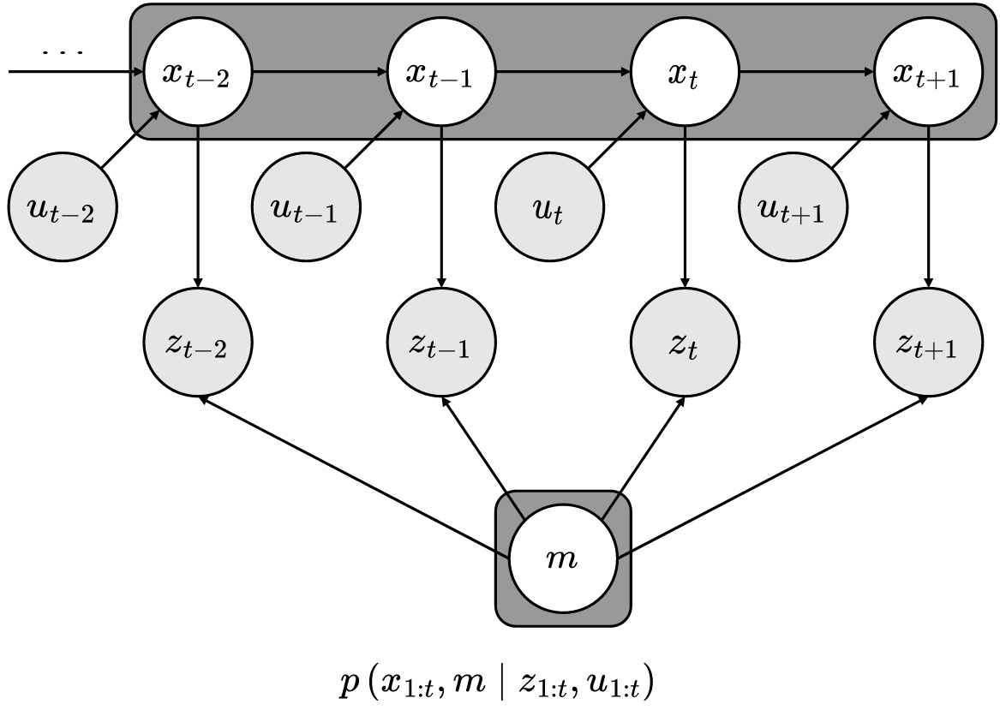 ...
x_{t-2} x_{t-1} x_t x_{t+1}
u_{t-2} u_{t-1} u_t u_{t+1}
z_{t-2} z_{t-1} z_t z_{t+1}
m
p (x_{1:t}, m | z_{1:t}, u_{1:t})